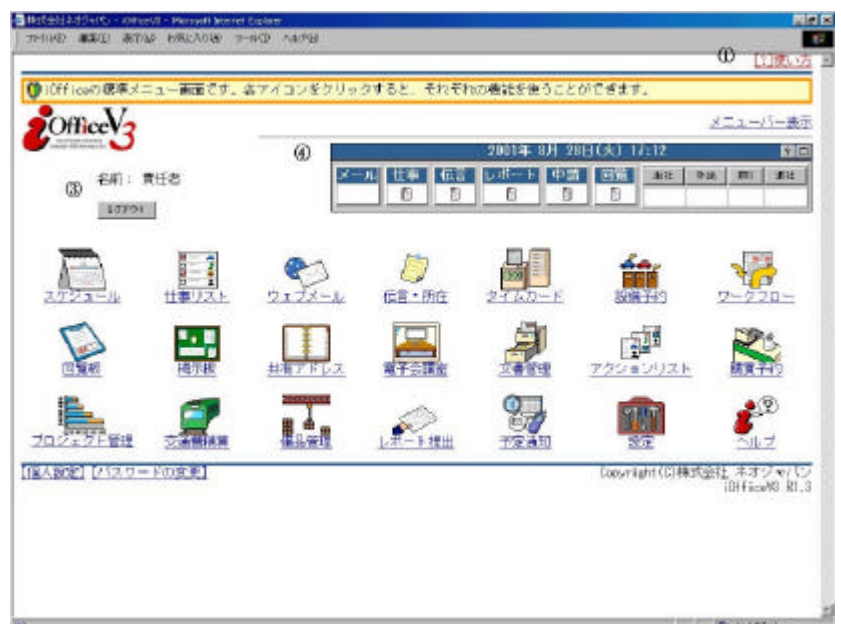 株式会社ネオジャパン - iOfficeV3 - Microsoft Internet Explorer
ファイル(F) 編集(E) 表示(V) お気に入り(A) ツール(T) ヘルプ(H)
① [?]使い方
iOfficeの標準メニュー画面です。各アイコンをクリックすると、それぞれの機能を使うことができます。
iOfficeV3
メニューバー表示
④ 2001年 8月 28日(火) 17:12
③ 名前： 責任者
メール 仕事 伝言 レポート 申請 回覧
ログアウト
スケジュール 仕事リスト ウェブメール 伝言・所在 タイムカード 設備予約 ワークフロー
回覧板 掲示板 共有アドレス 電子会議室 文書管理 アクションリスト 購買予約
プロジェクト管理 交通費精算 備品管理 レポート提出 予定通知 設定 ヘルプ
[個人設定] [パスワードの変更] Copyright(C)株式会社 ネオジャパン
iOfficeV3 R1.3